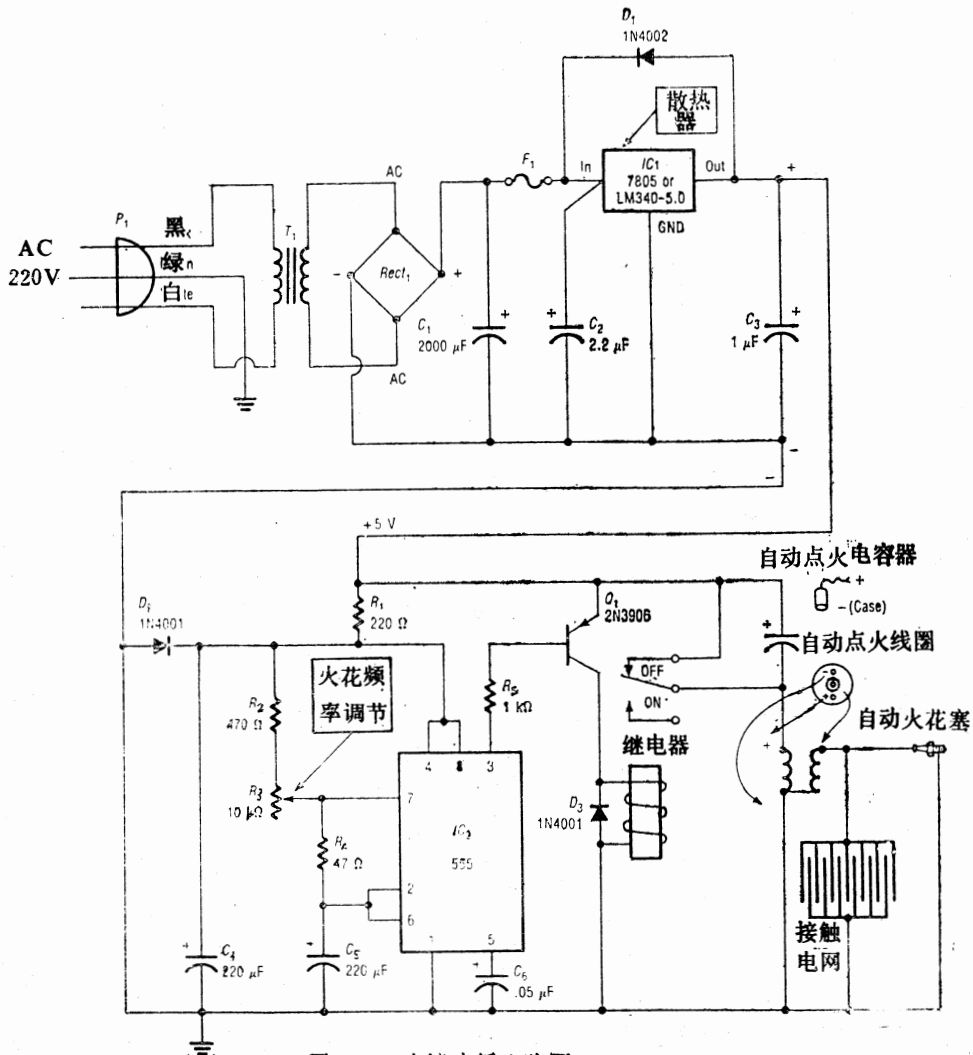 D₁
1N4002
散热
器
F₁
In
IC₁
7805 or
LM340-5.0
Out
+
GND
AC
P₁
黑
T₁
AC
220V
绿n
白te
-
Rect₁
+
C₁
2000 μF
+
+
C₂
2.2 μF
C₃
1 μF
+
AC
-
-
+5 V
自动点火电容器
+
-(Case)
1N4001
R₁
220 Ω
Q₁
2N3906
+
自动点火线圈
火花频
率调节
R₂
470 Ω
R₅
1 kΩ
OFF
ON
继电器
自动火花塞
-
+
+
4
8
3
R₃
10 kΩ
7
D₃
1N4001
IC₂
555
47 Ω
2
6
1
5
接触
电网
+
C₄
220 μF
+
C₅
220 μF
+
C₆
.05 μF